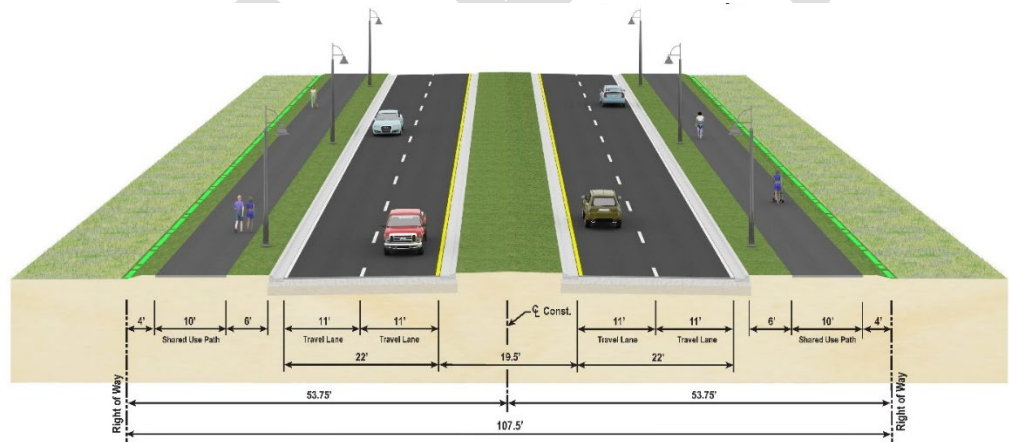 ℄ Const.
4'
10'
6'
11'
11'
11'
11'
6'
10'
4'
Shared Use Path
Travel Lane
Travel Lane
Travel Lane
Travel Lane
Shared Use Path
22'
19.5'
22'
Right of Way
53.75'
53.75'
Right of Way
107.5'